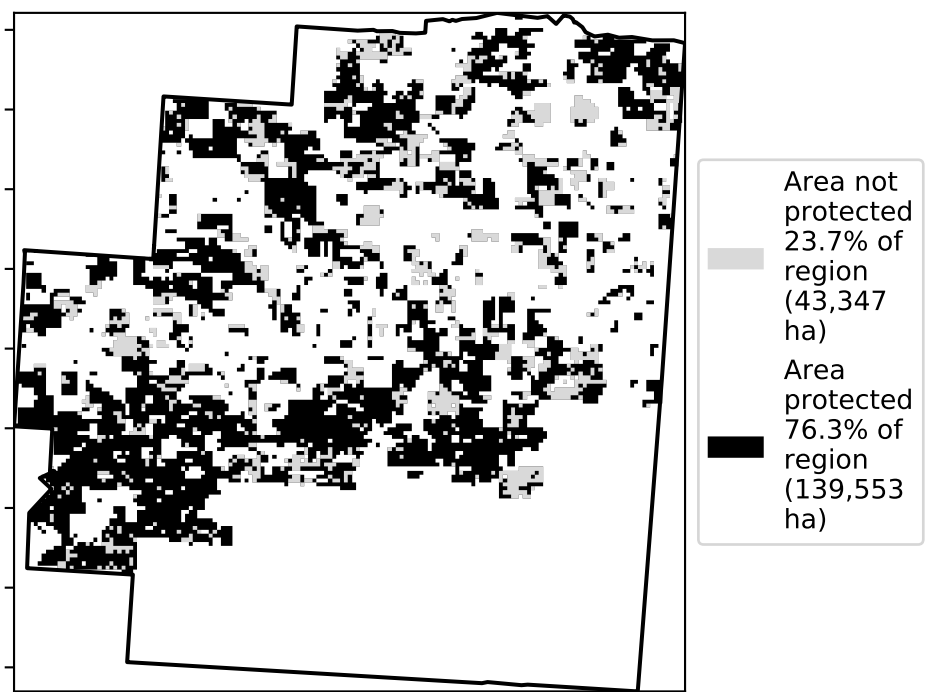 Area not
protected
23.7% of
region
(43,347
ha)
Area
protected
76.3% of
region
(139,553
ha)